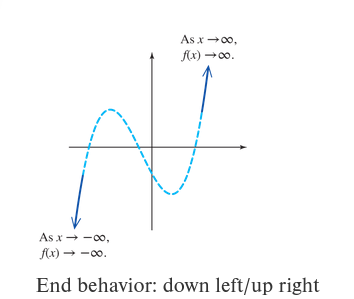 As x → ∞,
f(x) → ∞.
As x → −∞,
f(x) → −∞.
End behavior: down left/up right